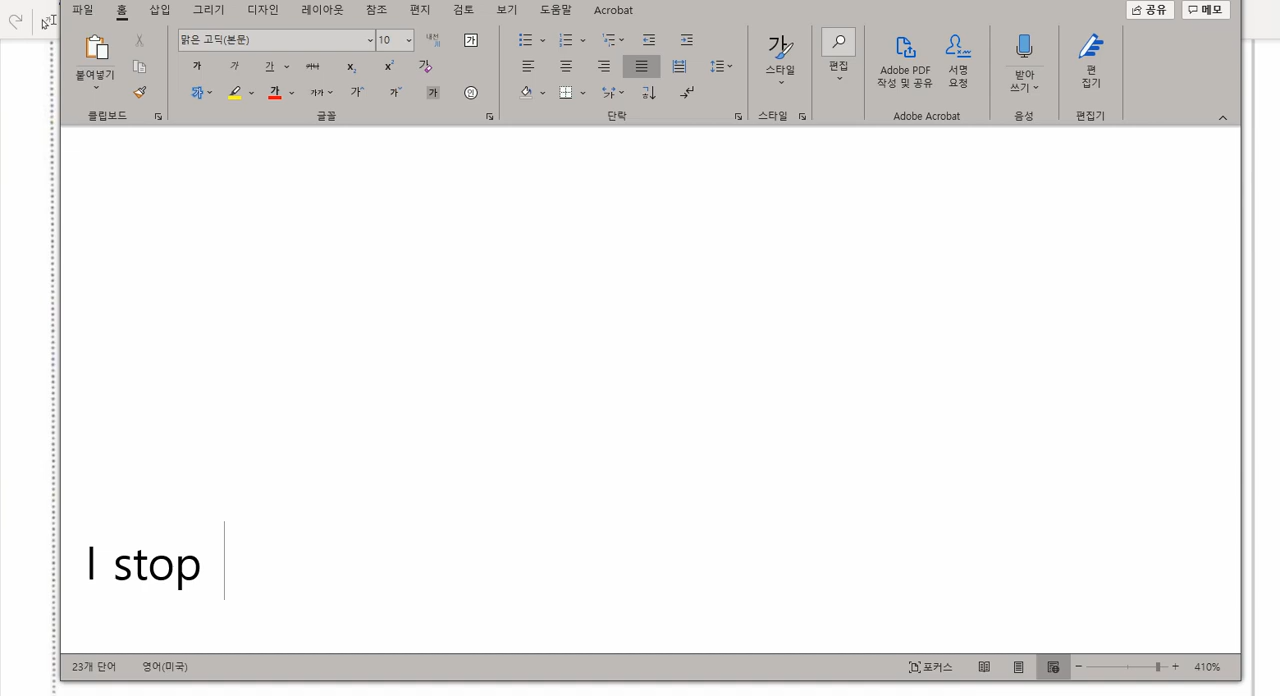 파일 홈 삽입 그리기 디자인 레이아웃 참조 편지 검토 보기 도움말 Acrobat 공유 메모
맑은 고딕(본문) 10
붙여넣기 스타일 편집 Adobe PDF 작성 및 공유 서명 요청 받아쓰기 편집기
클립보드 글꼴 단락 스타일 Adobe Acrobat 음성 편집기
I stop
23개 단어 영어(미국) 포커스 410%